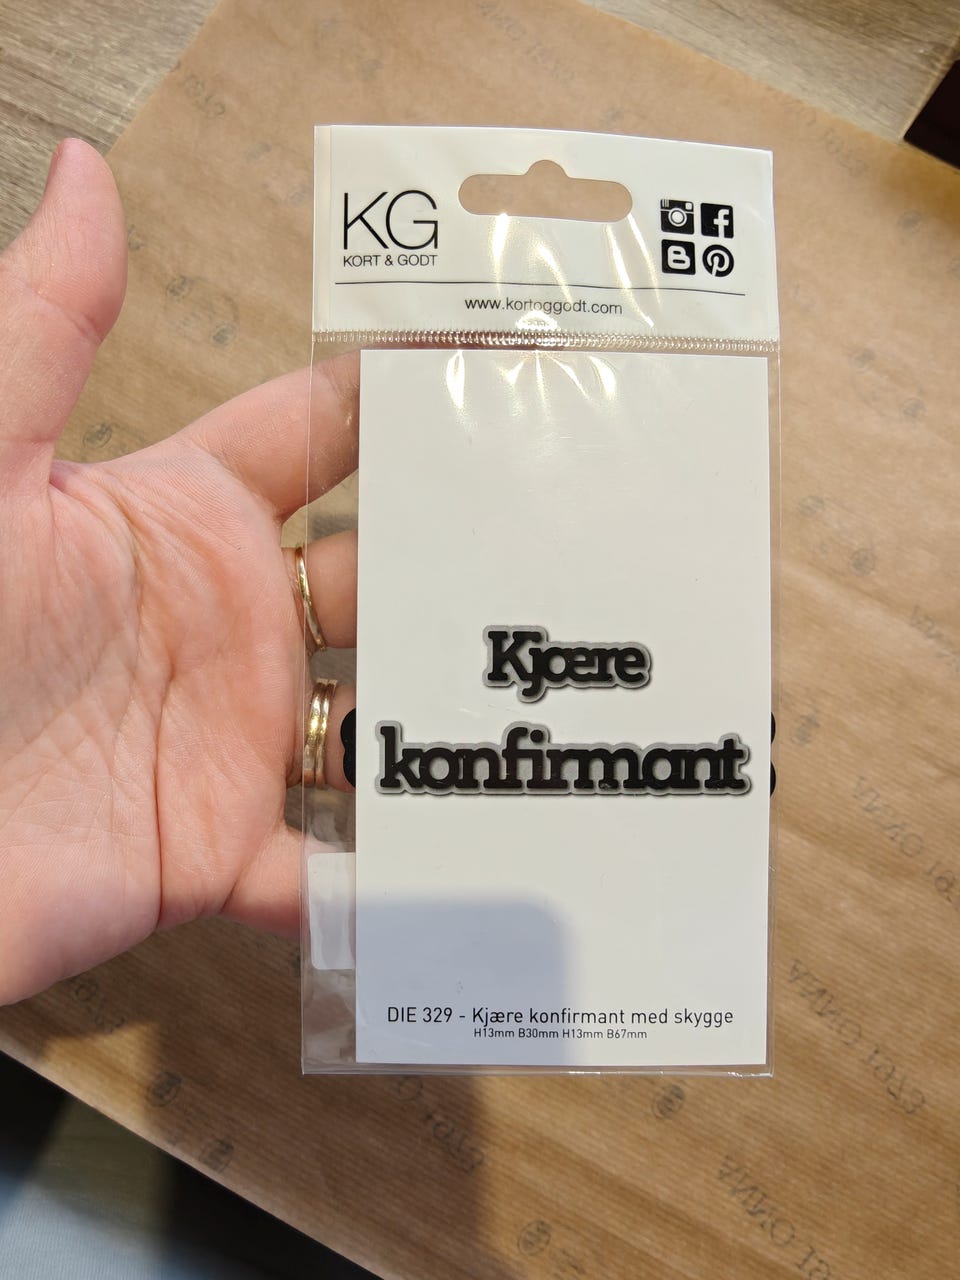 KG
KORT & GODT
www.kortoggodt.com
Kjære
konfirmant
DIE 329 - Kjære konfirmant med skygge
H13mm B30mm H13mm B67mm